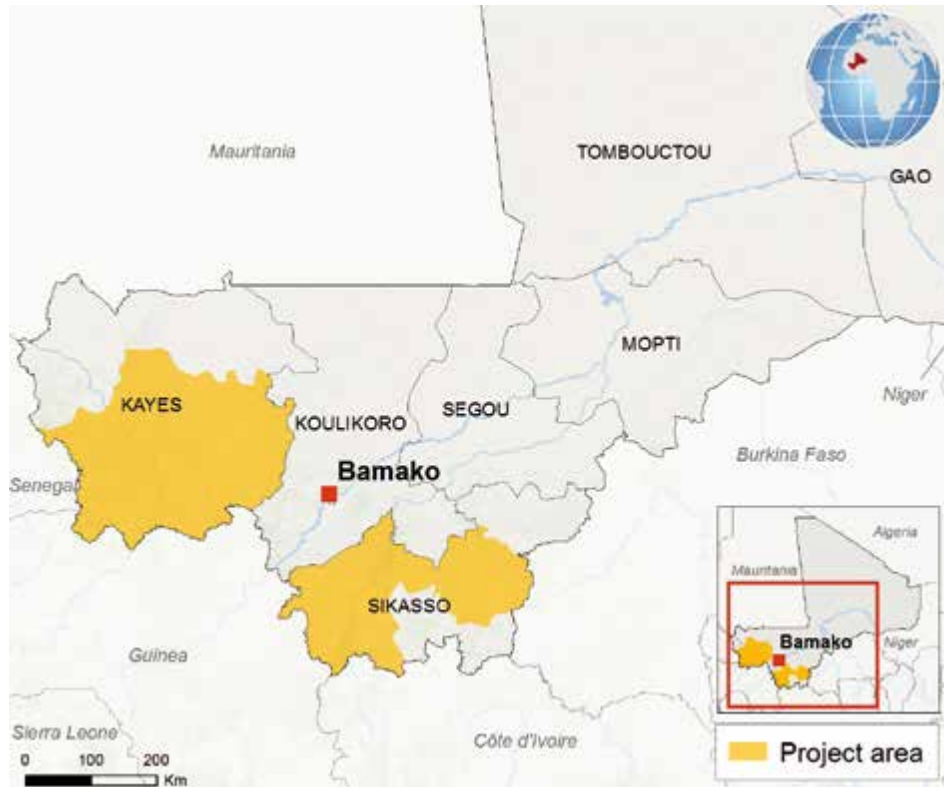 Mauritania
TOMBOUCTOU
GAO
MOPTI
KAYES
KOULIKORO
SEGOU
Niger
Bamako
Burkina Faso
Senegal
SIKASSO
Guinea
Sierra Leone
Côte d'Ivoire
0 100 200
Km
Algeria
Mauritania
Bamako
Niger
Project area